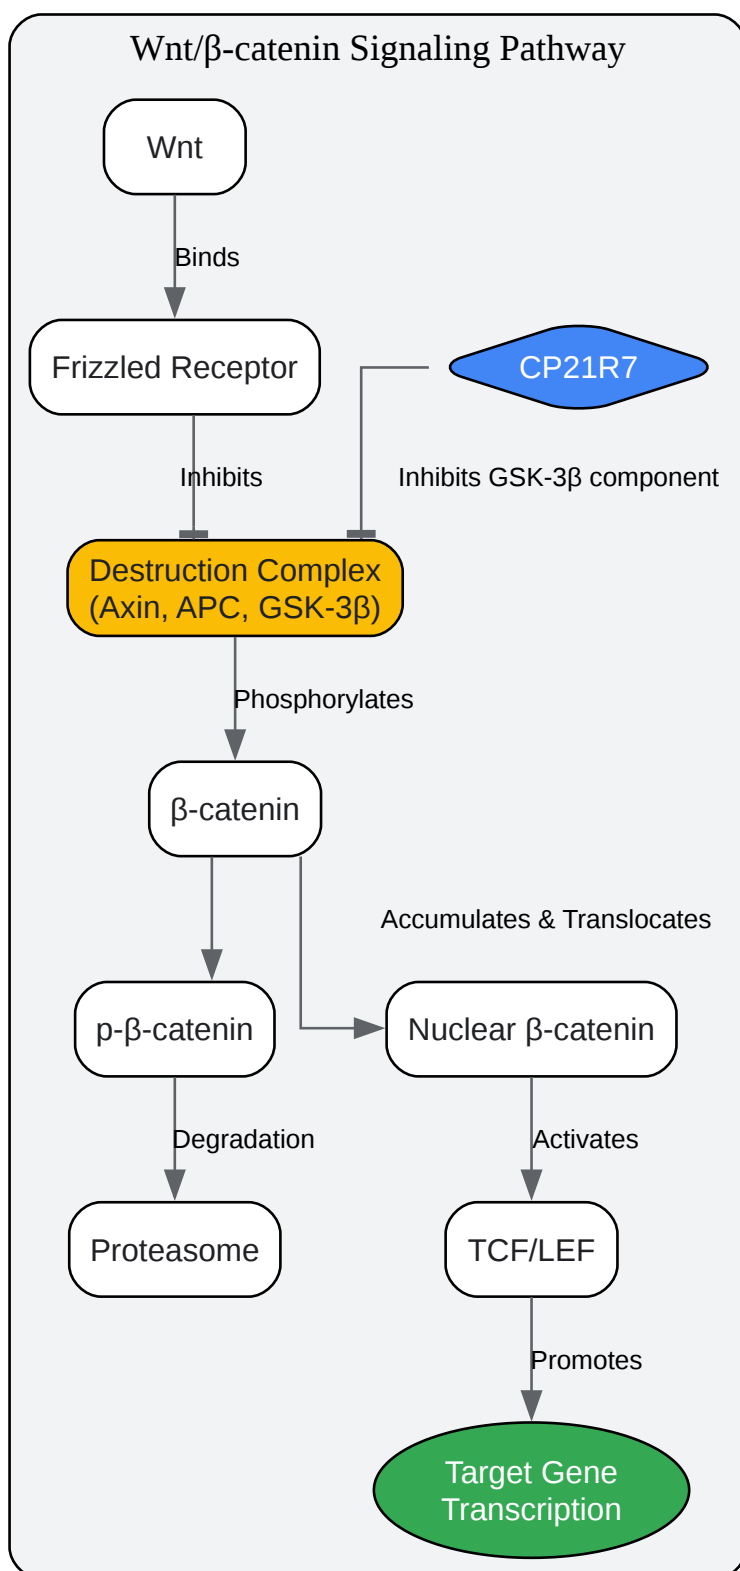 Wnt/β-catenin Signaling Pathway
Wnt
Binds
Frizzled Receptor
CP21R7
Inhibits
Inhibits GSK-3β component
Destruction Complex
(Axin, APC, GSK-3β)
Phosphorylates
β-catenin
Accumulates & Translocates
p-β-catenin
Nuclear β-catenin
Degradation
Activates
Proteasome
TCF/LEF
Promotes
Target Gene
Transcription